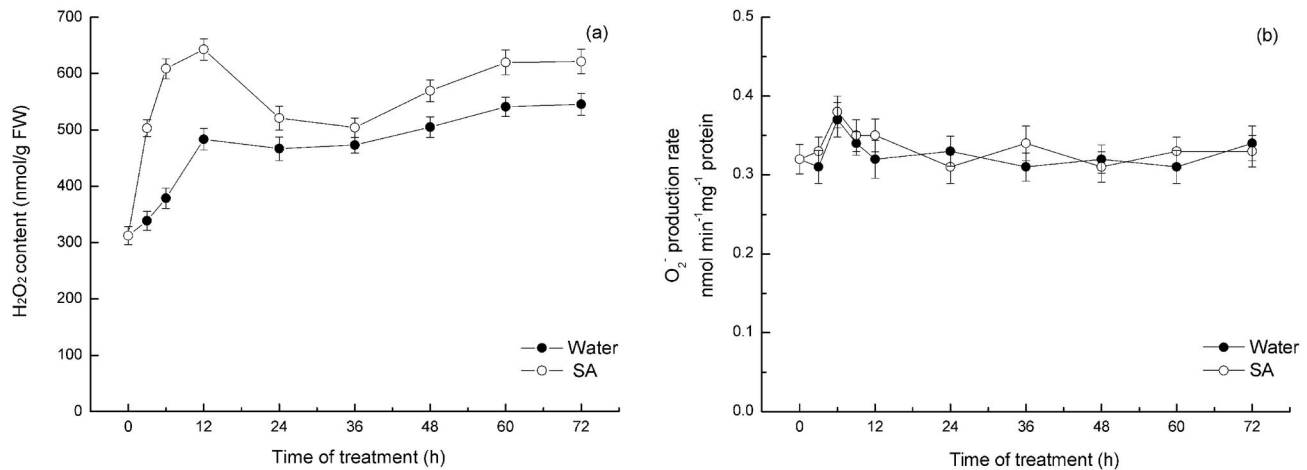 (a)
H₂O₂ content (nmol/g FW)
700
600
500
400
300
200
100
0
Water
SA
0 12 24 36 48 60 72
Time of treatment (h)
(b)
O₂⁻ production rate
nmol min⁻¹mg⁻¹ protein
0.5
0.4
0.3
0.2
0.1
0.0
Water
SA
0 12 24 36 48 60 72
Time of treatment (h)